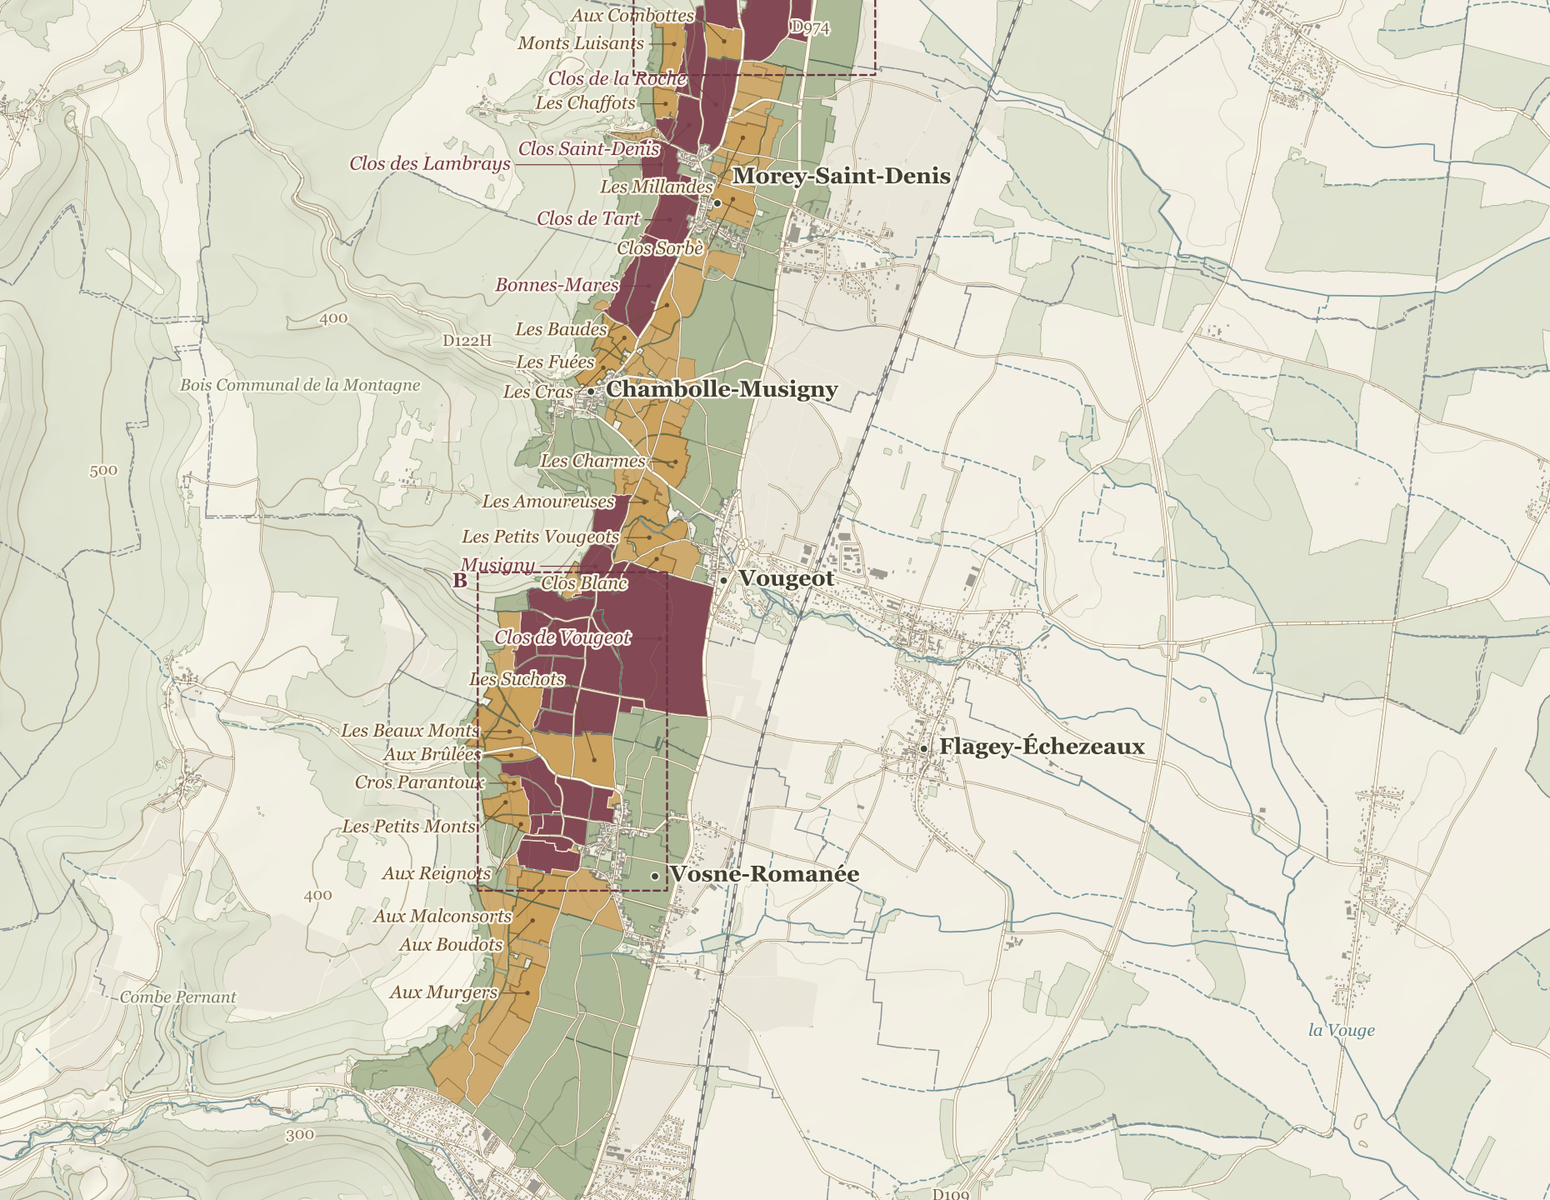 Aux Combottes
D974
Monts Luisants
Clos de la Roche
Les Chaffots
Clos Saint-Denis
Clos des Lambrays
Morey-Saint-Denis
Les Millandes
Clos de Tart
Clos Sorbè
Bonnes-Mares
400
Les Baudes
D122H
Les Fuées
Bois Communal de la Montagne
Les Cras
Chambolle-Musigny
Les Charmes
500
Les Amoureuses
Les Petits Vougeots
Musigny
B
Clos Blanc
Vougeot
Clos de Vougeot
Les Suchots
Les Beaux Monts
Flagey-Échezeaux
Aux Brûlées
Cros Parantoux
Les Petits Monts
Aux Reignots
Vosne-Romanée
400
Aux Malconsorts
Aux Boudots
Aux Murgers
Combe Pernant
la Vouge
300
D109